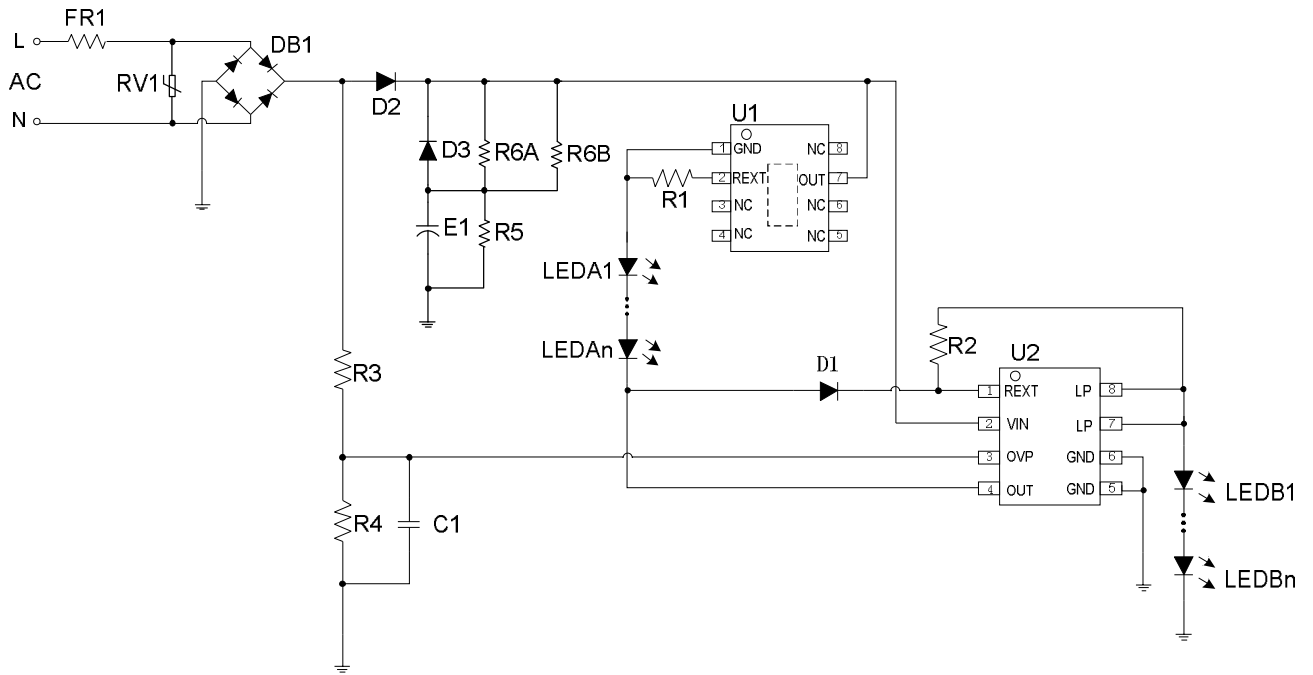 FR1
L
DB1
AC
RV1
N
D2
U1
D3
R6A
R6B
1 GND NC 8
2 REXT OUT 7
R1
3 NC NC 6
4 NC NC 5
E1
R5
LEDA1
LEDAn
R3
D1
R2
U2
1 REXT LP 8
2 VIN LP 7
3 OVP GND 6
4 OUT GND 5
LEDB1
R4
C1
LEDBn